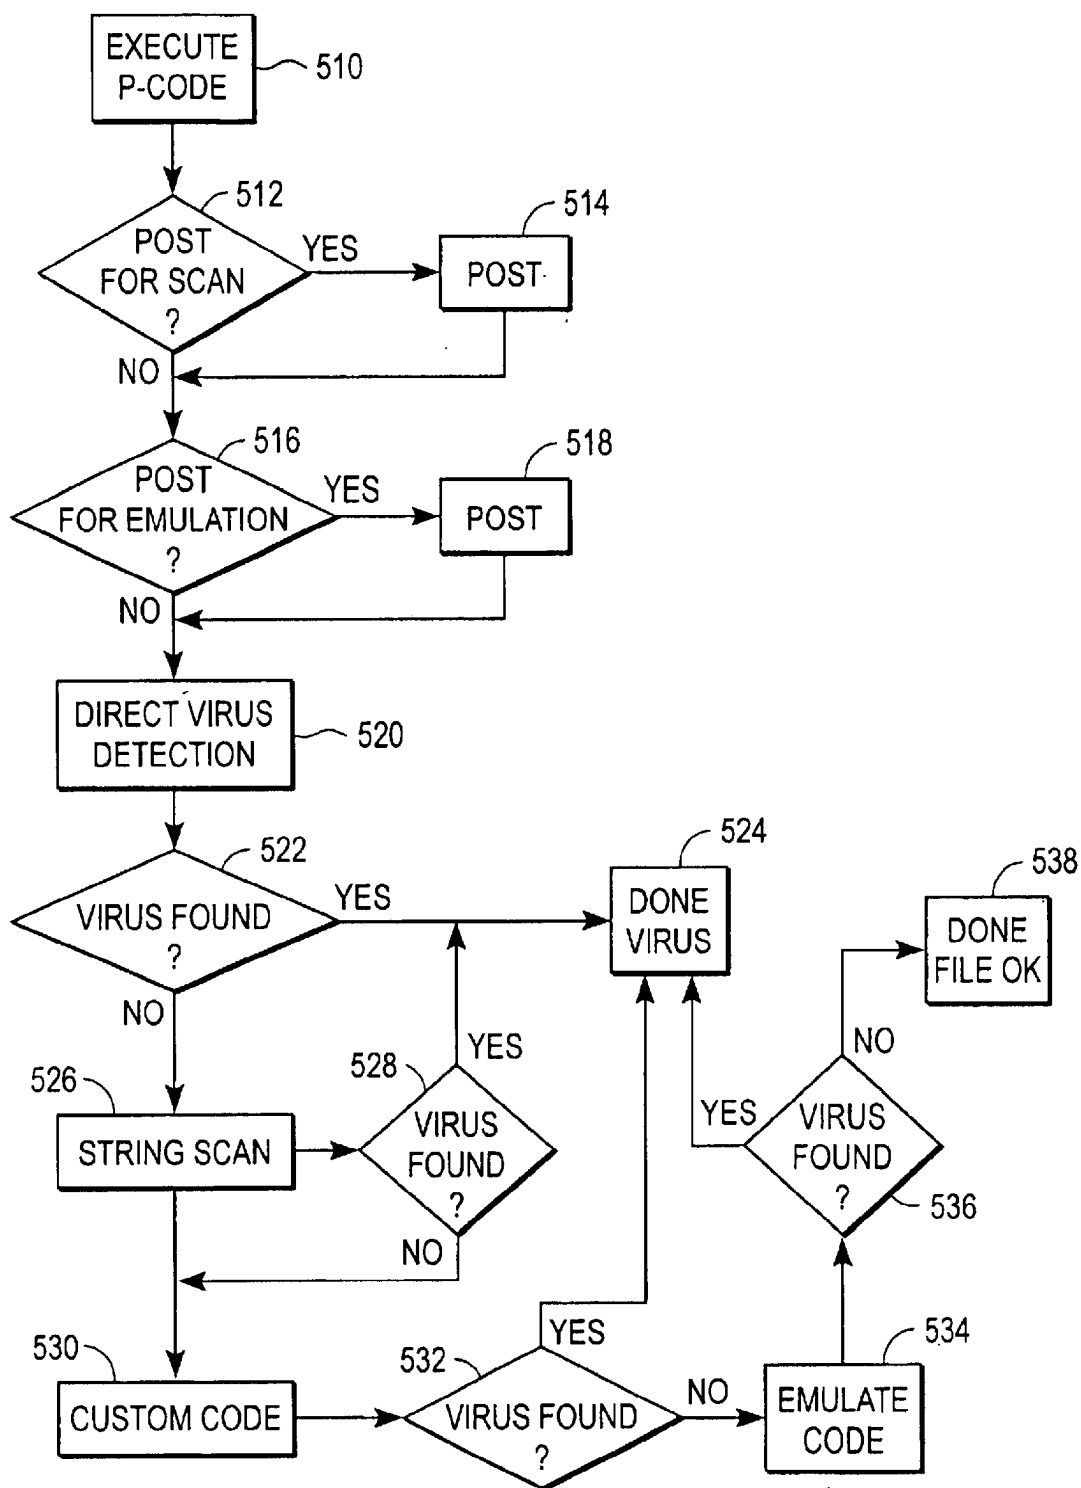 EXECUTE
P-CODE
510
512
POST
FOR SCAN
?
YES
514
POST
NO
516
POST
FOR EMULATION
?
YES
518
POST
NO
DIRECT VIRUS
DETECTION
520
522
VIRUS FOUND
?
YES
524
DONE
VIRUS
538
DONE
FILE OK
NO
526
STRING SCAN
528
VIRUS
FOUND
?
YES
NO
YES
NO
VIRUS
FOUND
?
536
530
CUSTOM CODE
532
VIRUS FOUND
?
YES
NO
534
EMULATE
CODE